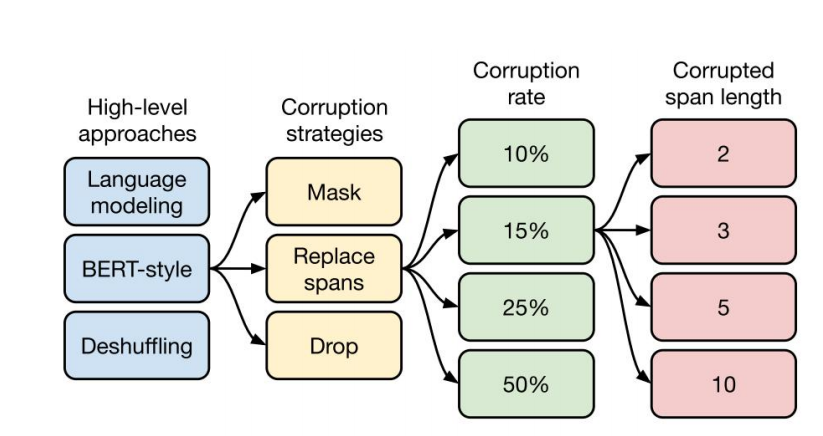 High-level
approaches
Language
modeling
BERT-style
Deshuffling
Corruption
strategies
Mask
Replace
spans
Drop
Corruption
rate
10%
15%
25%
50%
Corrupted
span length
2
3
5
10